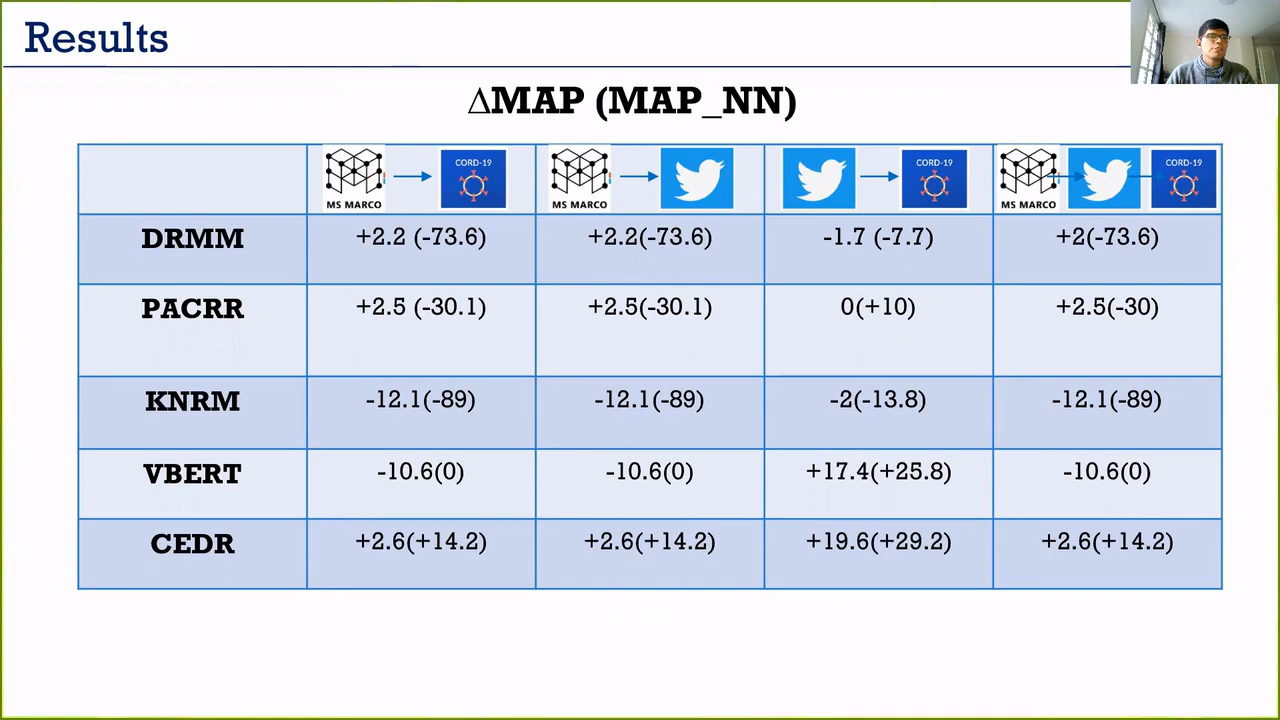 Results
∆MAP (MAP_NN)
MS MARCO CORD-19 MS MARCO CORD-19 MS MARCO CORD-19
DRMM +2.2 (-73.6) +2.2(-73.6) -1.7 (-7.7) +2(-73.6)
PACRR +2.5 (-30.1) +2.5(-30.1) 0(+10) +2.5(-30)
KNRM -12.1(-89) -12.1(-89) -2(-13.8) -12.1(-89)
VBERT -10.6(0) -10.6(0) +17.4(+25.8) -10.6(0)
CEDR +2.6(+14.2) +2.6(+14.2) +19.6(+29.2) +2.6(+14.2)